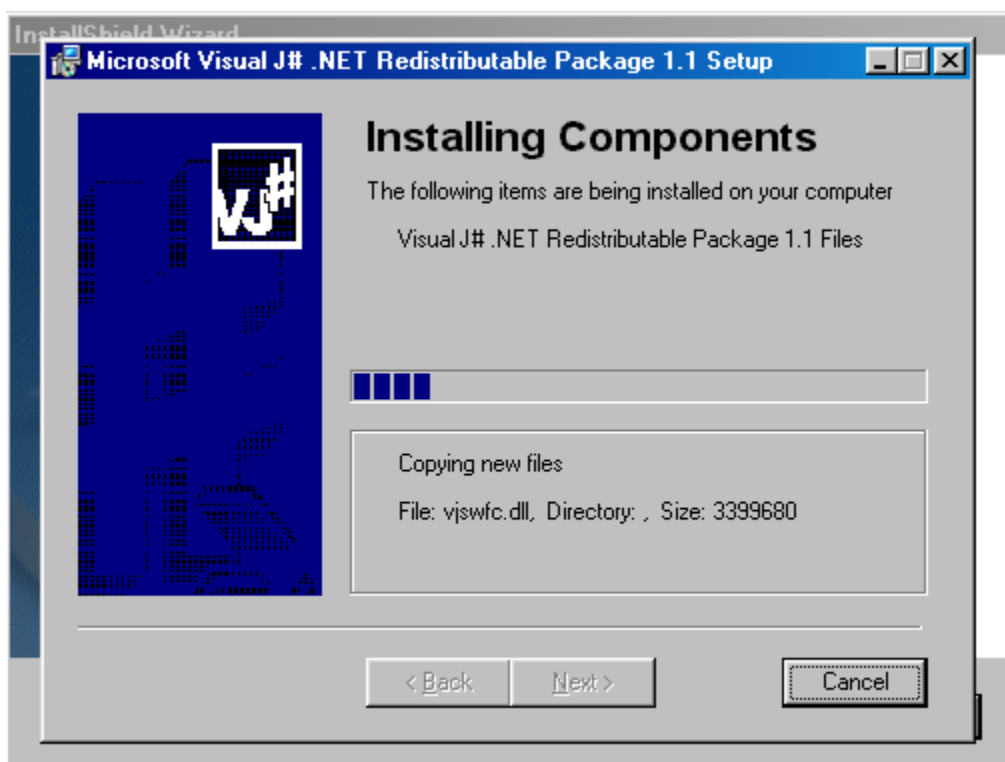 InstallShield Wizard
Microsoft Visual J# .NET Redistributable Package 1.1 Setup
VJ#
Installing Components
The following items are being installed on your computer
Visual J# .NET Redistributable Package 1.1 Files
Copying new files
File: vjswfc.dll, Directory: , Size: 3399680
< Back
Next >
Cancel